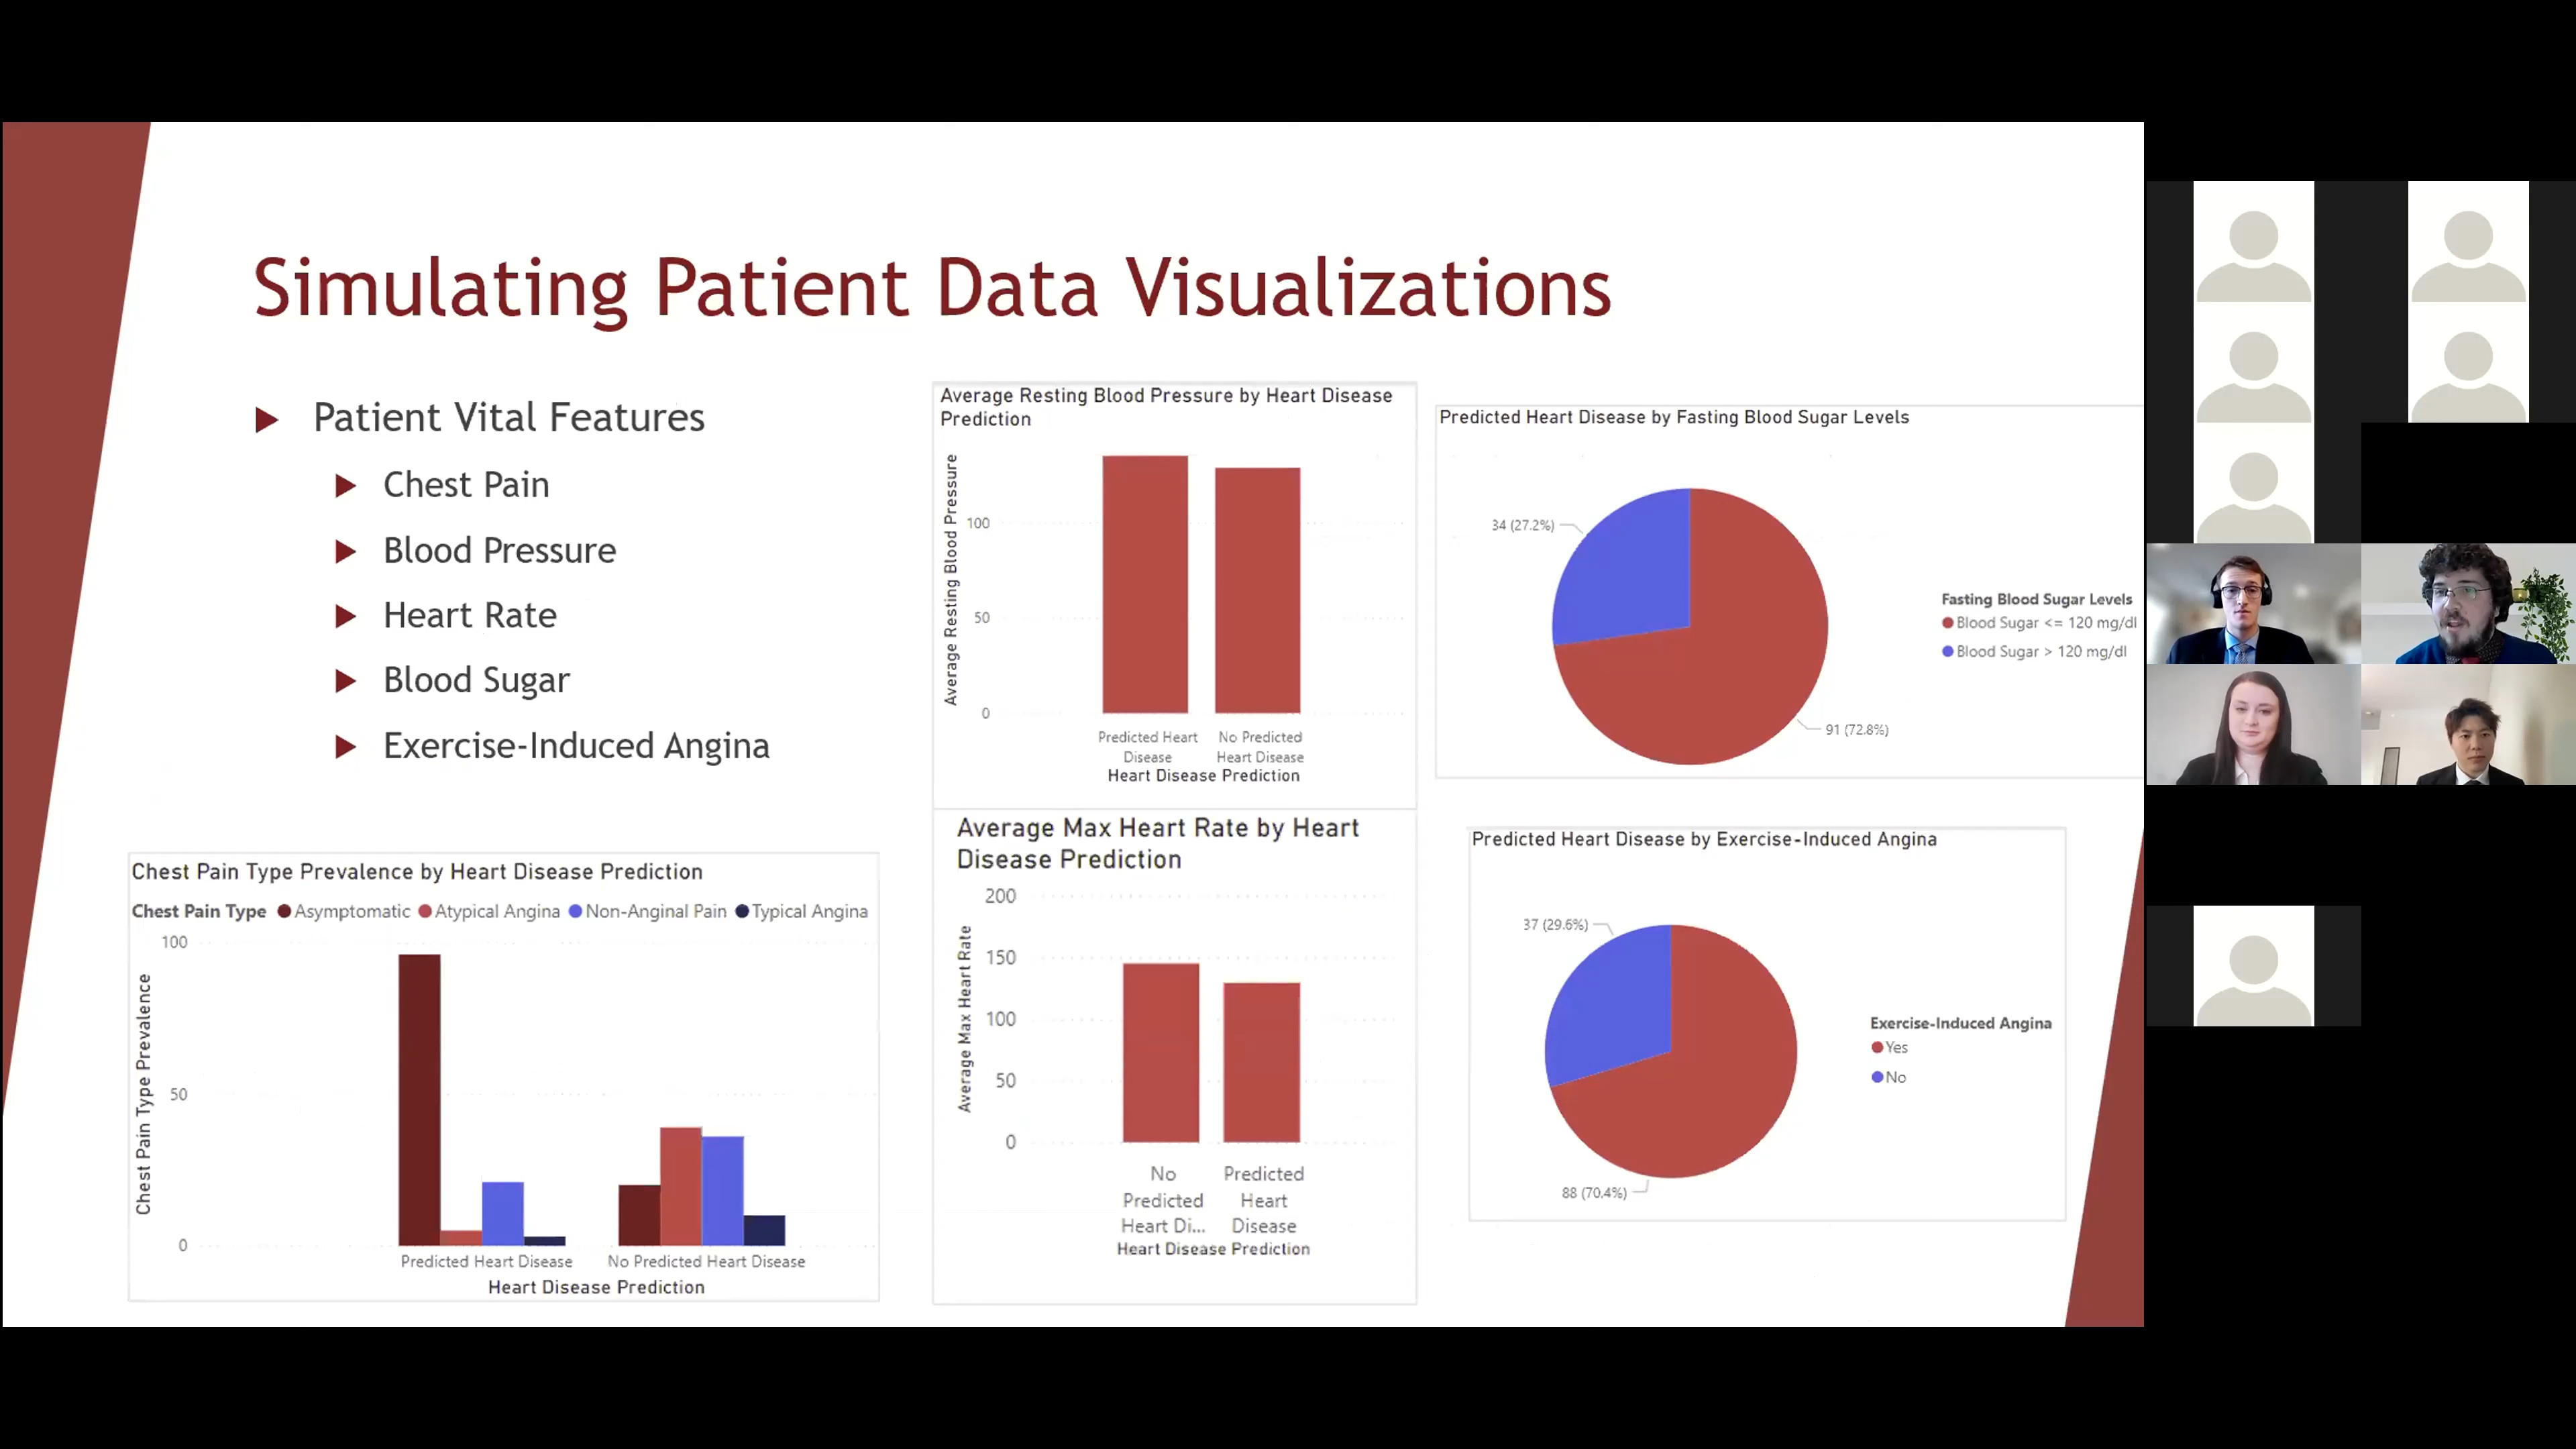 Simulating Patient Data Visualizations
Patient Vital Features
Chest Pain
Blood Pressure
Heart Rate
Blood Sugar
Exercise-Induced Angina
Average Resting Blood Pressure by Heart Disease
Prediction
Average Resting Blood Pressure
100
50
0
Predicted Heart
Disease
No Predicted
Heart Disease
Heart Disease Prediction
Predicted Heart Disease by Fasting Blood Sugar Levels
34 (27.2%)
91 (72.8%)
Fasting Blood Sugar Levels
Blood Sugar <= 120 mg/dl
Blood Sugar > 120 mg/dl
Chest Pain Type Prevalence by Heart Disease Prediction
Chest Pain Type Asymptomatic Atypical Angina Non-Anginal Pain Typical Angina
Chest Pain Type Prevalence
100
50
0
Predicted Heart Disease No Predicted Heart Disease
Heart Disease Prediction
Average Max Heart Rate by Heart
Disease Prediction
Average Max Heart Rate
200
150
100
50
0
No
Predicted
Heart Di...
Predicted
Heart
Disease
Heart Disease Prediction
Predicted Heart Disease by Exercise-Induced Angina
37 (29.6%)
88 (70.4%)
Exercise-Induced Angina
Yes
No